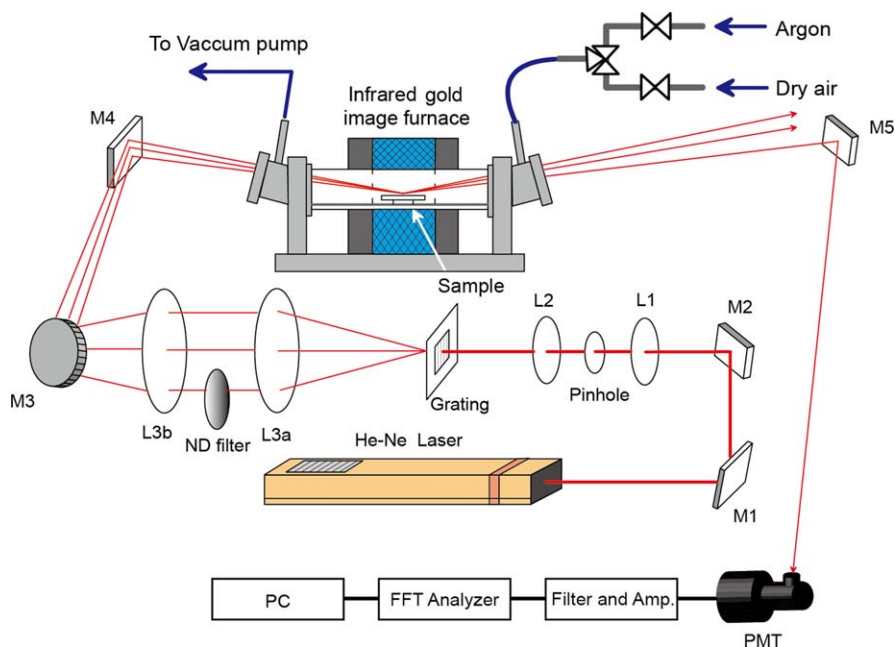 To Vaccum pump
Argon
Dry air
Infrared gold
image furnace
M4
M5
Sample
L2
L1
M2
Grating
Pinhole
M3
L3b
ND filter
L3a
He-Ne Laser
M1
PC
FFT Analyzer
Filter and Amp.
PMT